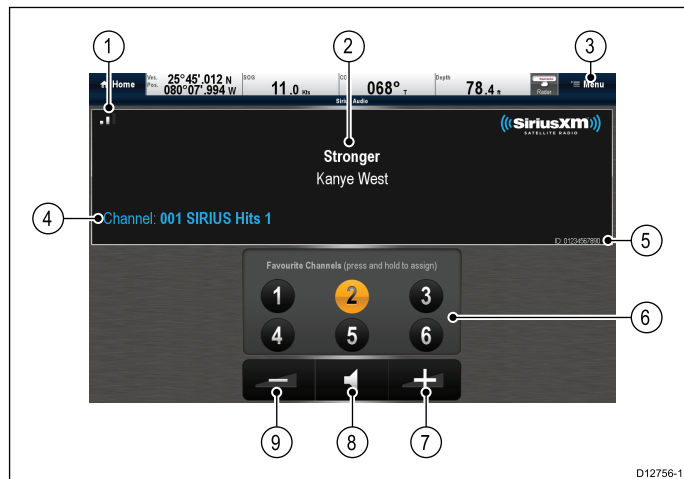 1
2
3
Home
Ves. Pos. 25°45'.012 N 080°07'.994 W
SOG 11.0 Kts
068° T
Depth 78.4 ft
Radar
Menu
Sirius Audio
((SiriusXM))
SATELLITE RADIO
Stronger
Kanye West
4
Channel: 001 SIRIUS Hits 1
ID: 01234567890
5
Favourite Channels (press and hold to assign)
1 2 3
4 5 6
6
9
8
7
D12756-1